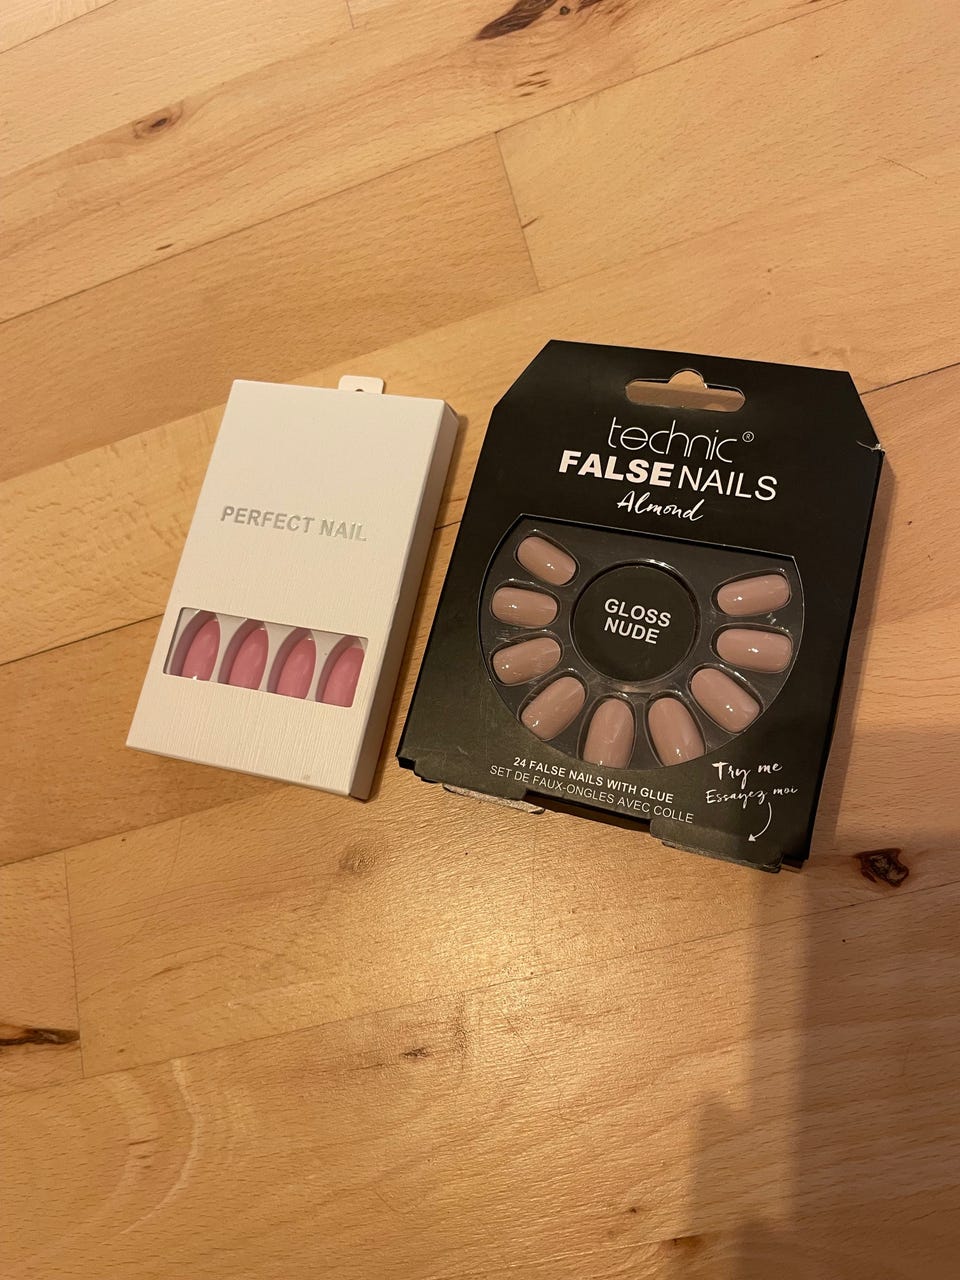 PERFECT NAIL
technic®
FALSE NAILS
Almond
GLOSS
NUDE
24 FALSE NAILS WITH GLUE
SET DE FAUX-ONGLES AVEC COLLE
Try me
Essayez moi